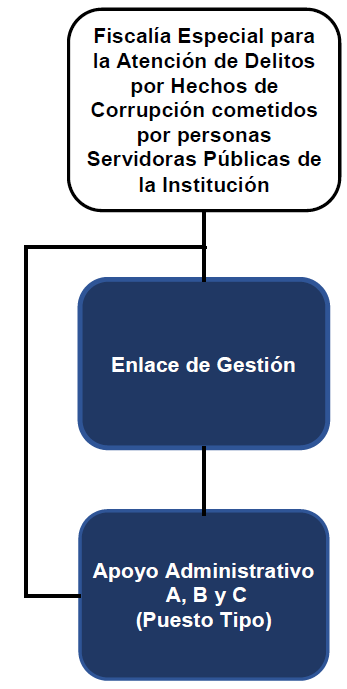 Fiscalía Especial para
la Atención de Delitos
por Hechos de
Corrupción cometidos
por personas
Servidoras Públicas de
la Institución
Enlace de Gestión
Apoyo Administrativo
A, B y C
(Puesto Tipo)